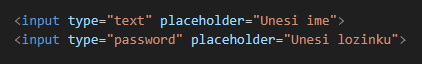 <input type="text" placeholder="Unesi ime">
<input type="password" placeholder="Unesi lozinku">